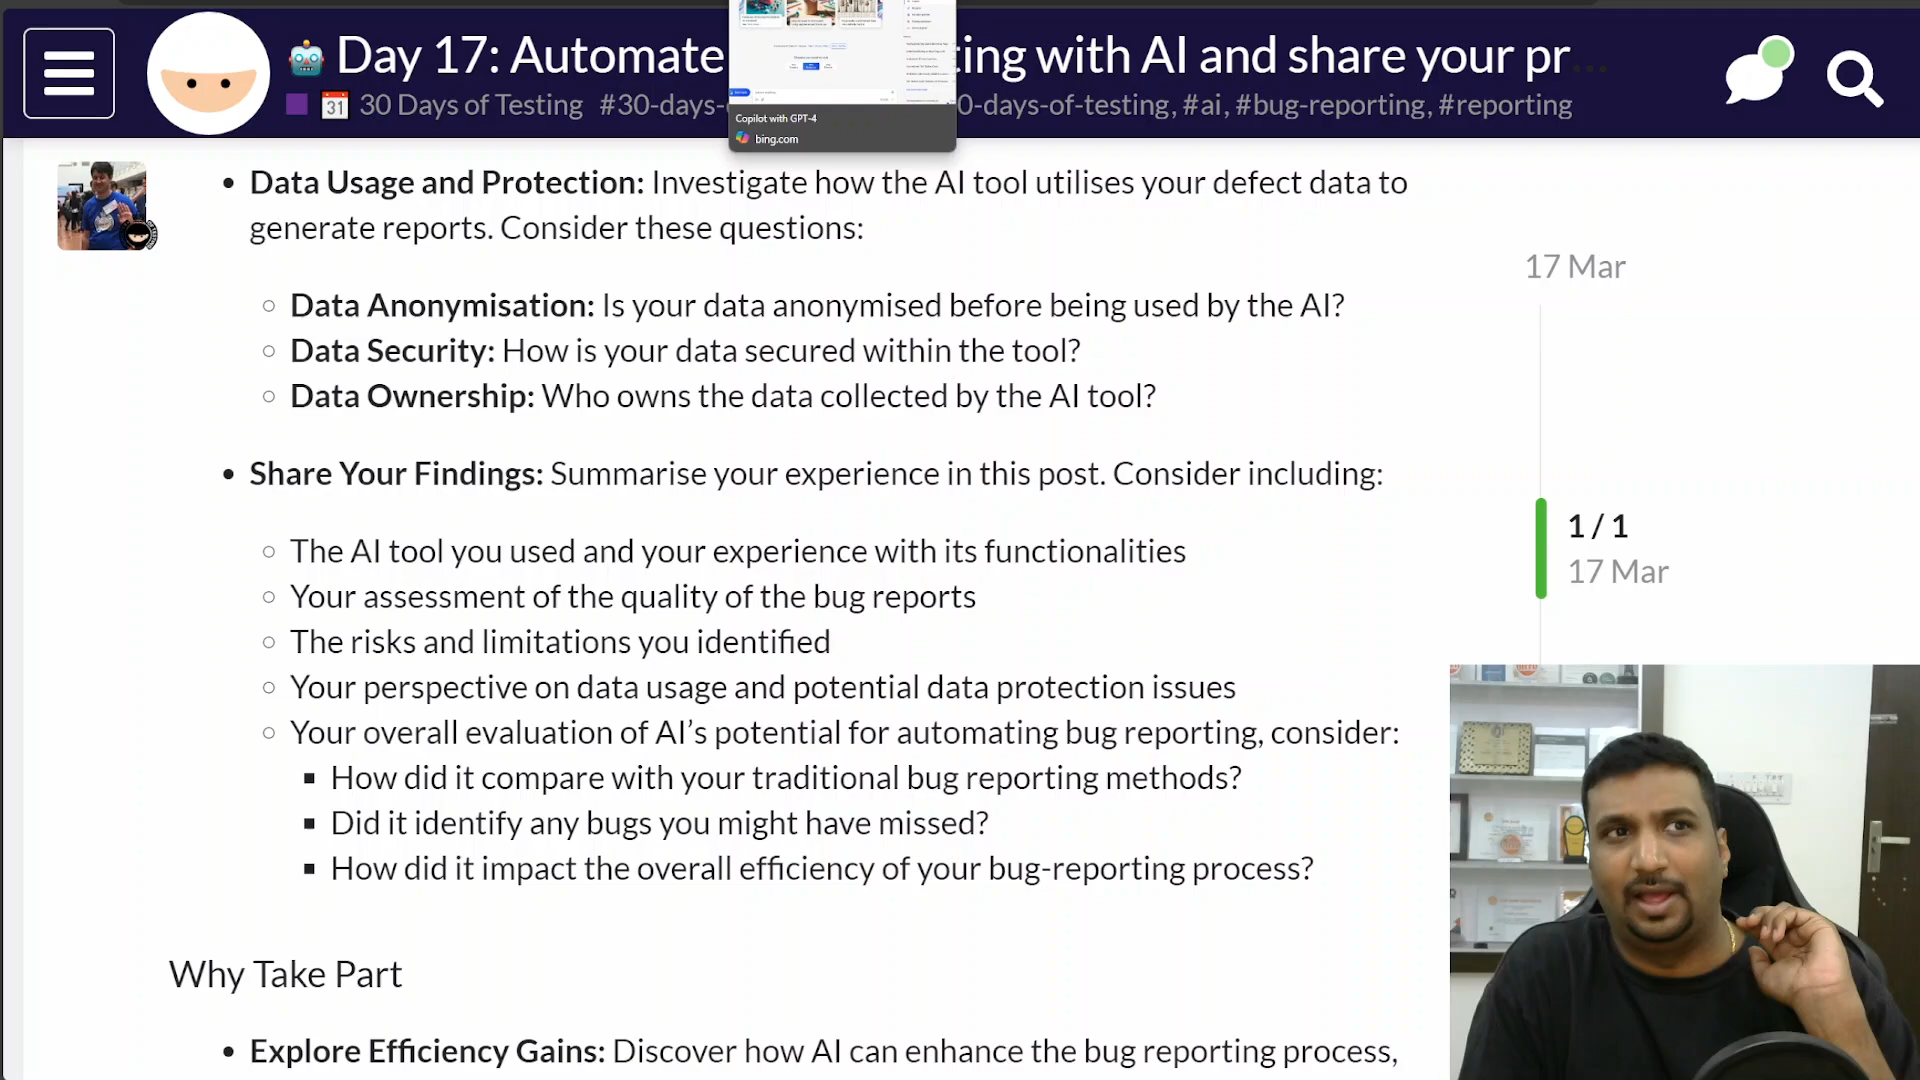 Day 17: Automate
ting with AI and share your pr...
31
30 Days of Testing #30-days-
0-days-of-testing, #ai, #bug-reporting, #reporting
Copilot with GPT-4
bing.com
• Data Usage and Protection: Investigate how the AI tool utilises your defect data to
generate reports. Consider these questions:
17 Mar
○ Data Anonymisation: Is your data anonymised before being used by the AI?
○ Data Security: How is your data secured within the tool?
○ Data Ownership: Who owns the data collected by the AI tool?
• Share Your Findings: Summarise your experience in this post. Consider including:
1 / 1
17 Mar
○ The AI tool you used and your experience with its functionalities
○ Your assessment of the quality of the bug reports
○ The risks and limitations you identified
○ Your perspective on data usage and potential data protection issues
○ Your overall evaluation of AI’s potential for automating bug reporting, consider:
▪ How did it compare with your traditional bug reporting methods?
▪ Did it identify any bugs you might have missed?
▪ How did it impact the overall efficiency of your bug-reporting process?
Why Take Part
• Explore Efficiency Gains: Discover how AI can enhance the bug reporting process,